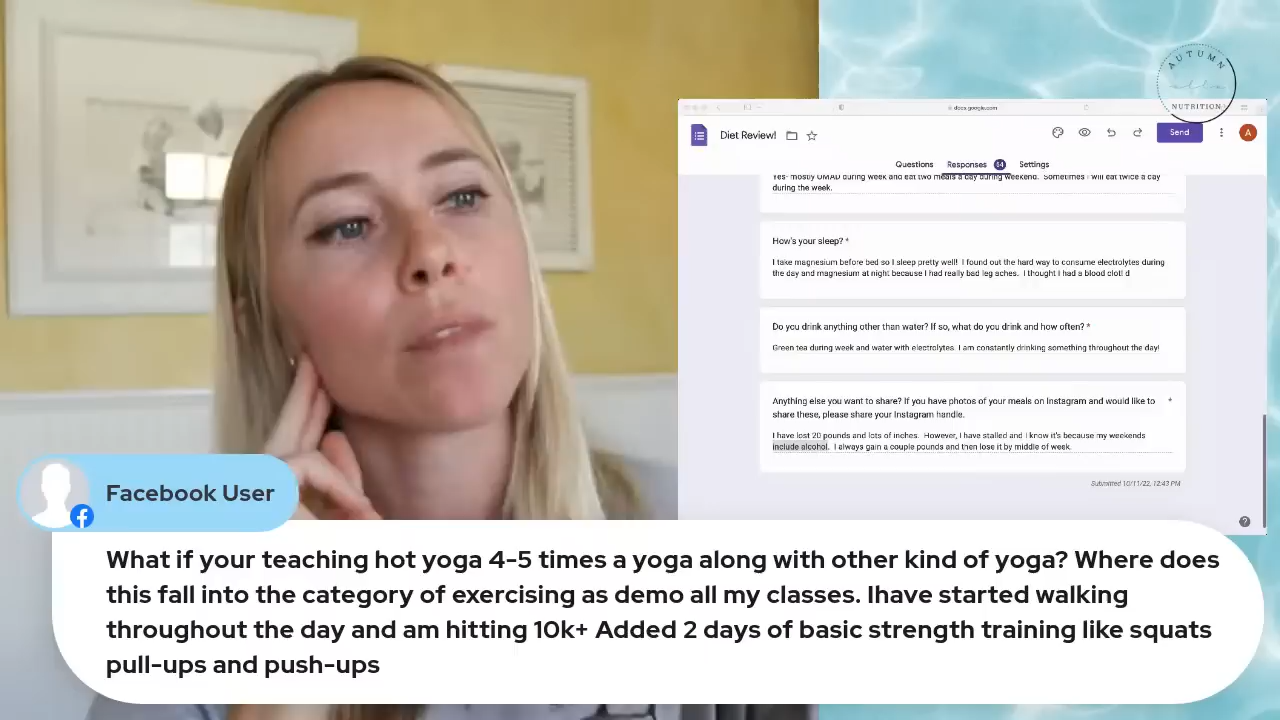 AUTUMN
elle
NUTRITION
docs.google.com
Diet Review!
Send
A
Questions
Responses
54
Settings
Yes- mostly OMAD during week and eat two meals a day during weekend. Sometimes I will eat twice a day
during the week.
How's your sleep? *
I take magnesium before bed so I sleep pretty well! I found out the hard way to consume electrolytes during
the day and magnesium at night because I had really bad leg aches. I thought I had a blood clot! d
Do you drink anything other than water? If so, what do you drink and how often? *
Green tea during week and water with electrolytes. I am constantly drinking something throughout the day!
Anything else you want to share? If you have photos of your meals on Instagram and would like to *
share these, please share your Instagram handle.
I have lost 20 pounds and lots of inches. However, I have stalled and I know it's because my weekends
include alcohol. I always gain a couple pounds and then lose it by middle of week.
Submitted 10/11/22, 12:43 PM
Facebook User
What if your teaching hot yoga 4-5 times a yoga along with other kind of yoga? Where does
this fall into the category of exercising as demo all my classes. Ihave started walking
throughout the day and am hitting 10k+ Added 2 days of basic strength training like squats
pull-ups and push-ups